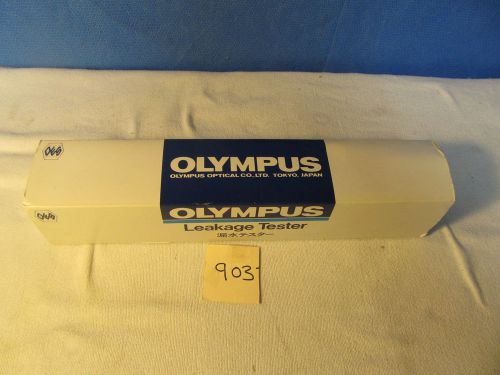 OLYMPUS
OLYMPUS OPTICAL CO., LTD. TOKYO, JAPAN
OLYMPUS
Leakage Tester
漏水テスター
903-